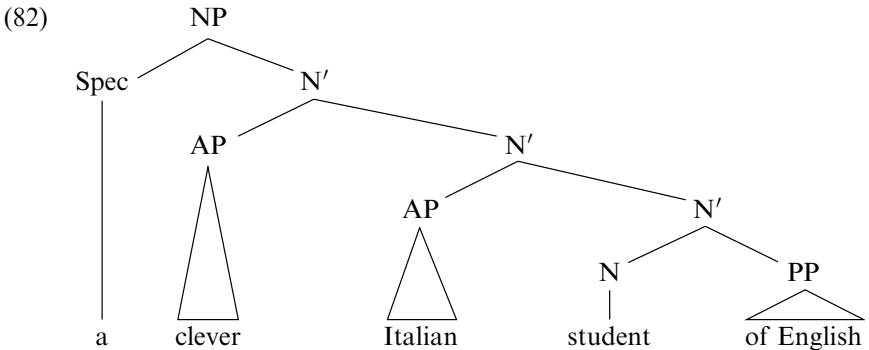 (82) NP
Spec N′
AP N′
AP N′
N PP
a clever Italian student of English